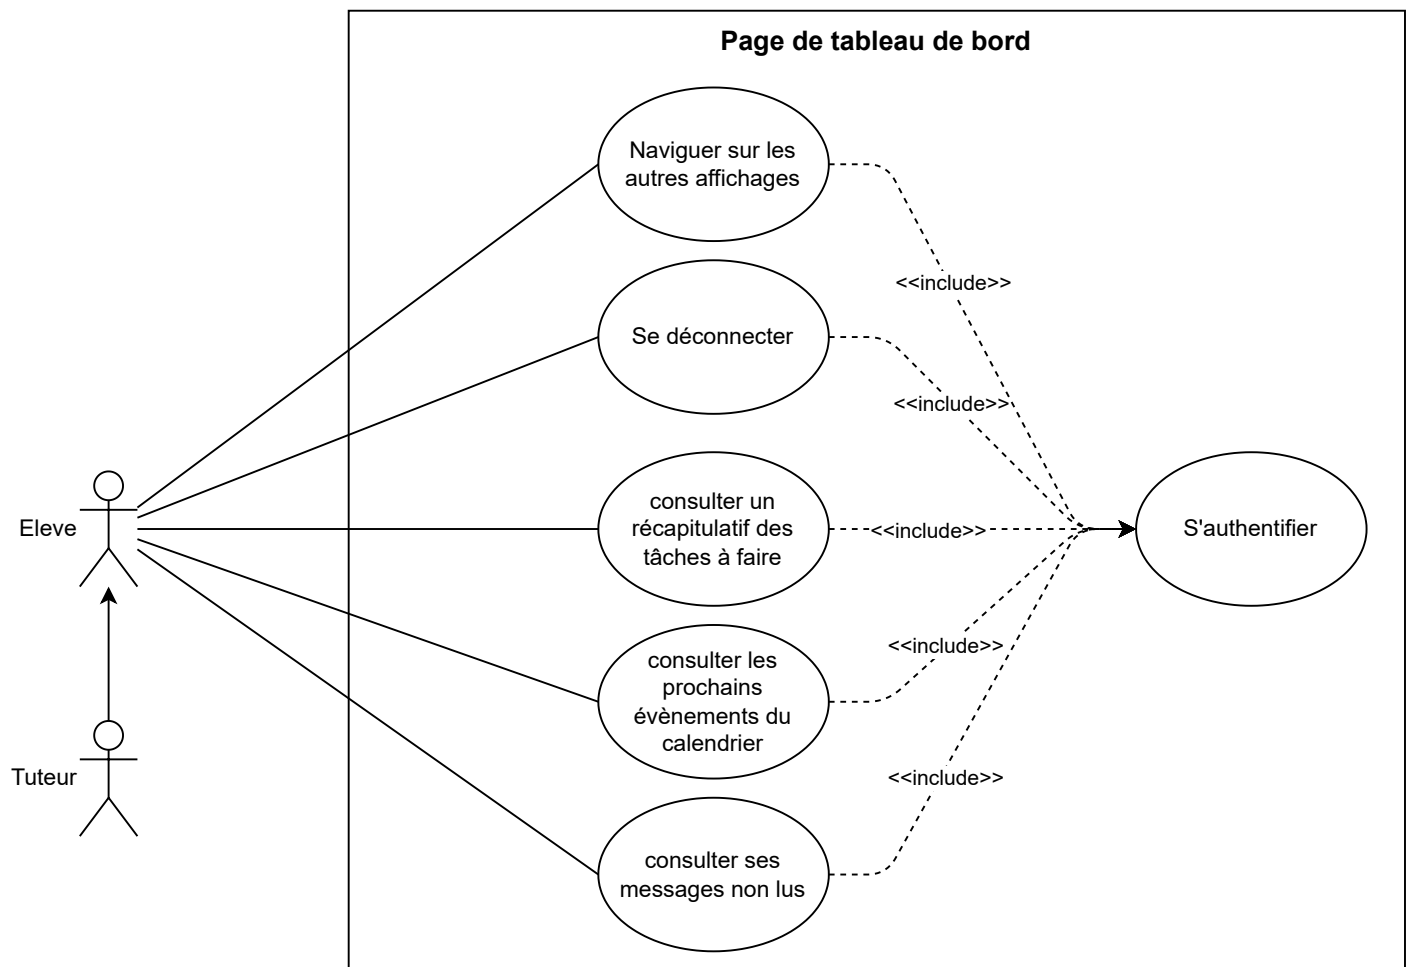 Page de tableau de bord
Naviguer sur les
autres affichages
<<include>>
Se déconnecter
<<include>>
Eleve
consulter un
récapitulatif des
tâches à faire
<<include>>
S'authentifier
consulter les
prochains
évènements du
calendrier
<<include>>
Tuteur
<<include>>
consulter ses
messages non lus